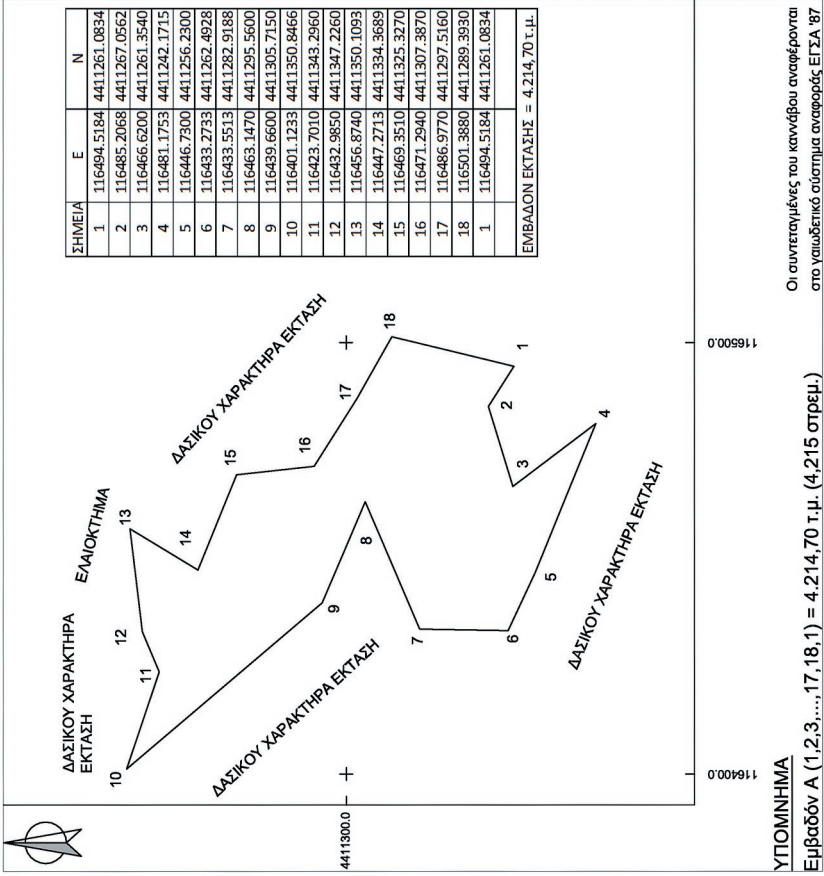 ΣΗΜΕΙΑ E N
1 116494.5184 4411261.0834
2 116485.2068 4411267.0562
3 116466.6200 4411261.3540
4 116481.1753 4411242.1715
5 116446.7300 4411256.2300
6 116433.2733 4411262.4928
7 116433.5513 4411282.9188
8 116463.1470 4411295.5600
9 116439.6600 4411305.7150
10 116401.1233 4411350.8466
11 116423.7010 4411343.2960
12 116432.9850 4411347.2260
13 116456.8740 4411350.1093
14 116447.2713 4411334.3689
15 116469.3510 4411325.3270
16 116471.2940 4411307.3870
17 116486.9770 4411297.5160
18 116501.3880 4411289.3930
1 116494.5184 4411261.0834
ΕΜΒΑΔΟΝ ΕΚΤΑΣΗΣ = 4.214,70 τ.μ.
ΔΑΣΙΚΟΥ ΧΑΡΑΚΤΗΡΑ
ΕΚΤΑΣΗ
ΕΛΑΙΟΚΤΗΜΑ
ΔΑΣΙΚΟΥ ΧΑΡΑΚΤΗΡΑ ΕΚΤΑΣΗ
ΔΑΣΙΚΟΥ ΧΑΡΑΚΤΗΡΑ ΕΚΤΑΣΗ
ΔΑΣΙΚΟΥ ΧΑΡΑΚΤΗΡΑ ΕΚΤΑΣΗ
10
11
12
13
14
15
16
17
18
9
8
7
6
5
4
3
2
1
4411300.0
116400.0
116500.0
ΥΠΟΜΝΗΜΑ
Εμβαδόν Α (1,2,3,...,17,18,1) = 4.214,70 τ.μ. (4,215 στρεμ.)
Οι συντεταγμένες του καννάβου αναφέρονται
στο γαιωδετικό σύστημα αναφοράς ΕΓΣΑ '87